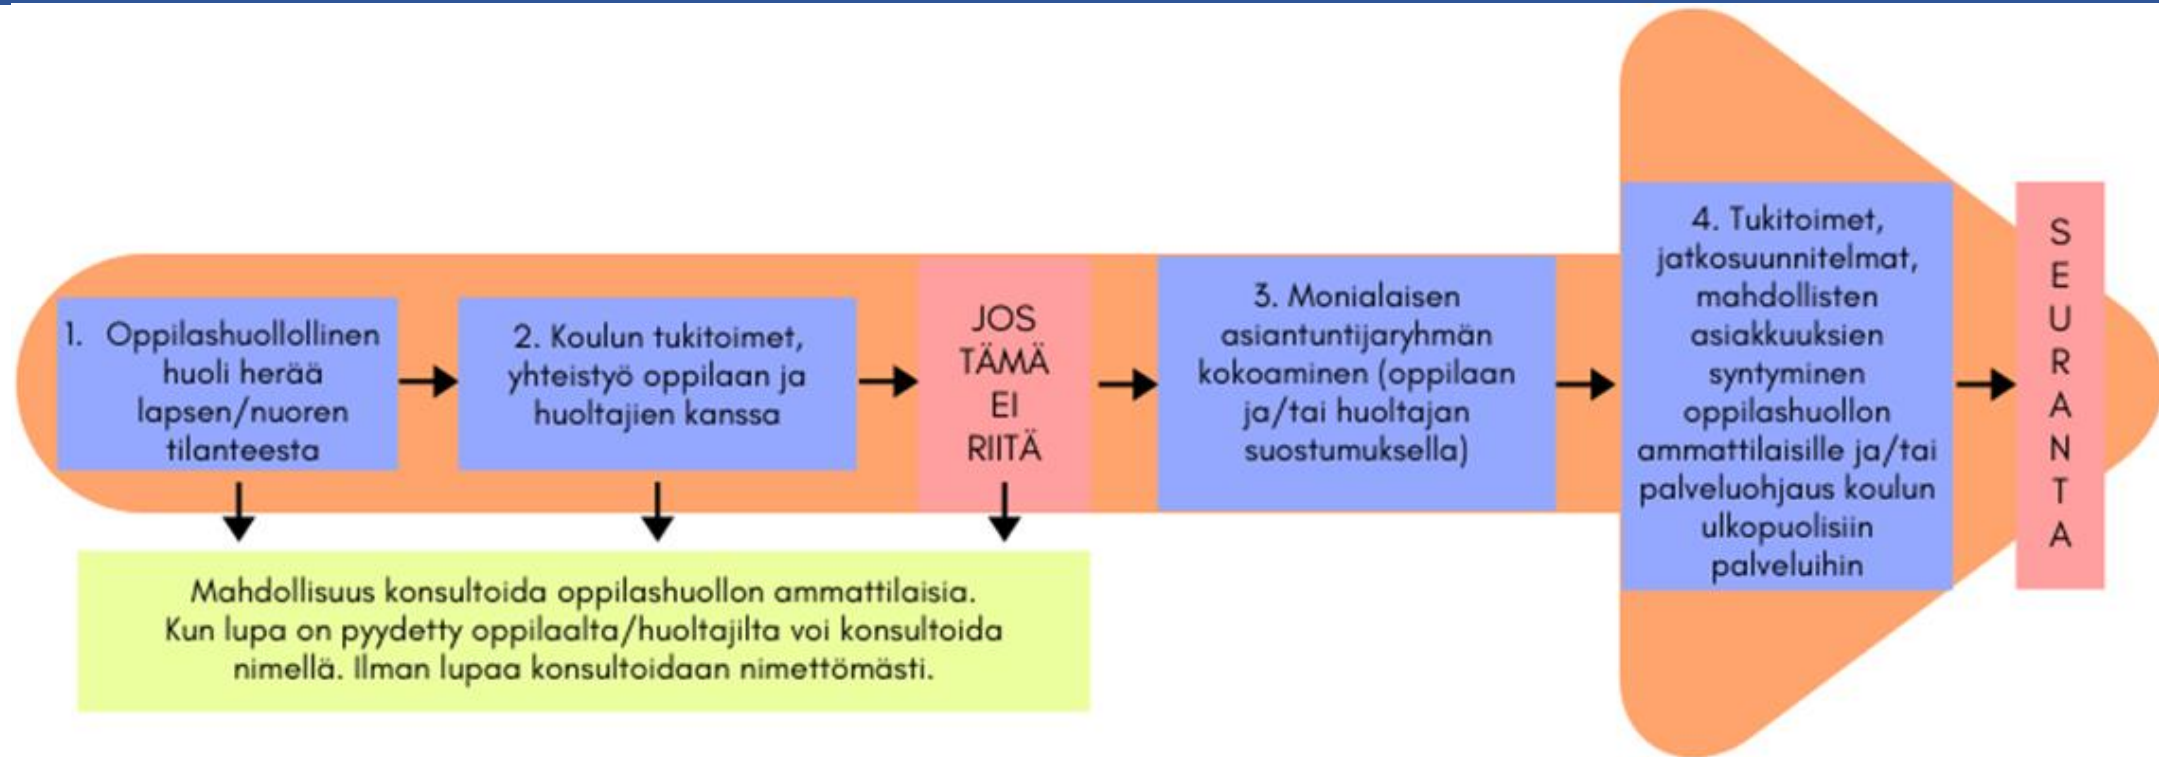 1. Oppilashuollollinen
huoli herää
lapsen/nuoren
tilanteesta
2. Koulun tukitoimet,
yhteistyö oppilaan ja
huoltajien kanssa
JOS
TÄMÄ
EI
RIITÄ
3. Monialaisen
asiantuntijaryhmän
kokoaminen (oppilaan
ja/tai huoltajan
suostumuksella)
4. Tukitoimet,
jatkosuunnitelmat,
mahdollisten
asiakkuuksien
syntyminen
oppilashuollon
ammattilaisille ja/tai
palveluohjaus koulun
ulkopuolisiin
palveluihin
S
E
U
R
A
N
T
A
Mahdollisuus konsultoida oppilashuollon ammattilaisia.
Kun lupa on pyydetty oppilaalta/huoltajilta voi konsultoida
nimellä. Ilman lupaa konsultoidaan nimettömästi.